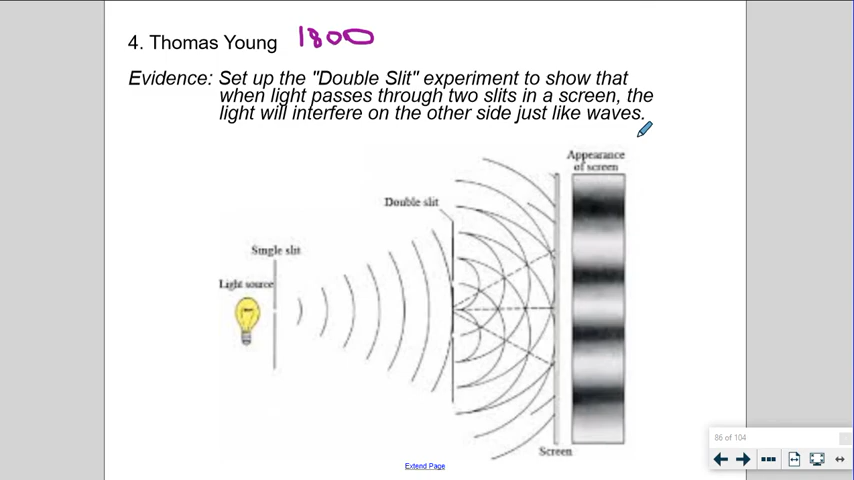 4. Thomas Young 1800
Evidence: Set up the "Double Slit" experiment to show that
when light passes through two slits in a screen, the
light will interfere on the other side just like waves.
Appearance
of screen
Double slit
Single slit
Light source
Screen
86 of 104
Extend Page